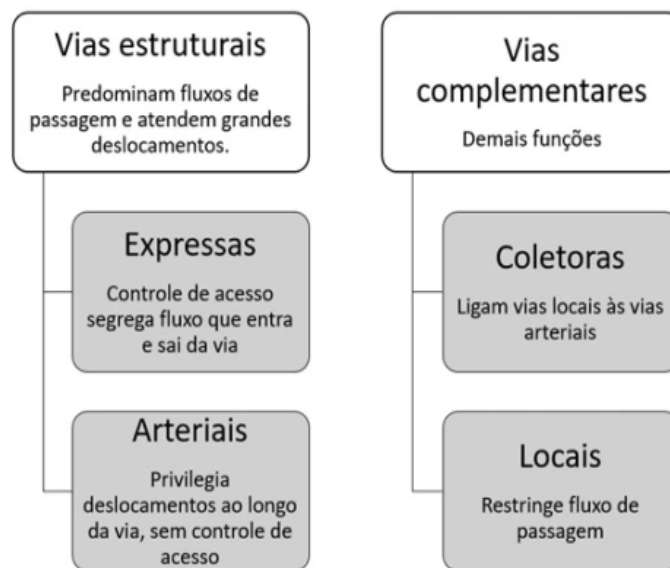 Vias estruturais
Predominam fluxos de
passagem e atendem grandes
deslocamentos.
Expressas
Controle de acesso
segrega fluxo que entra
e sai da via
Arteriais
Privilegia
deslocamentos ao longo
da via, sem controle de
acesso
Vias
complementares
Demais funções
Coletoras
Ligam vias locais às vias
arteriais
Locais
Restringe fluxo de
passagem